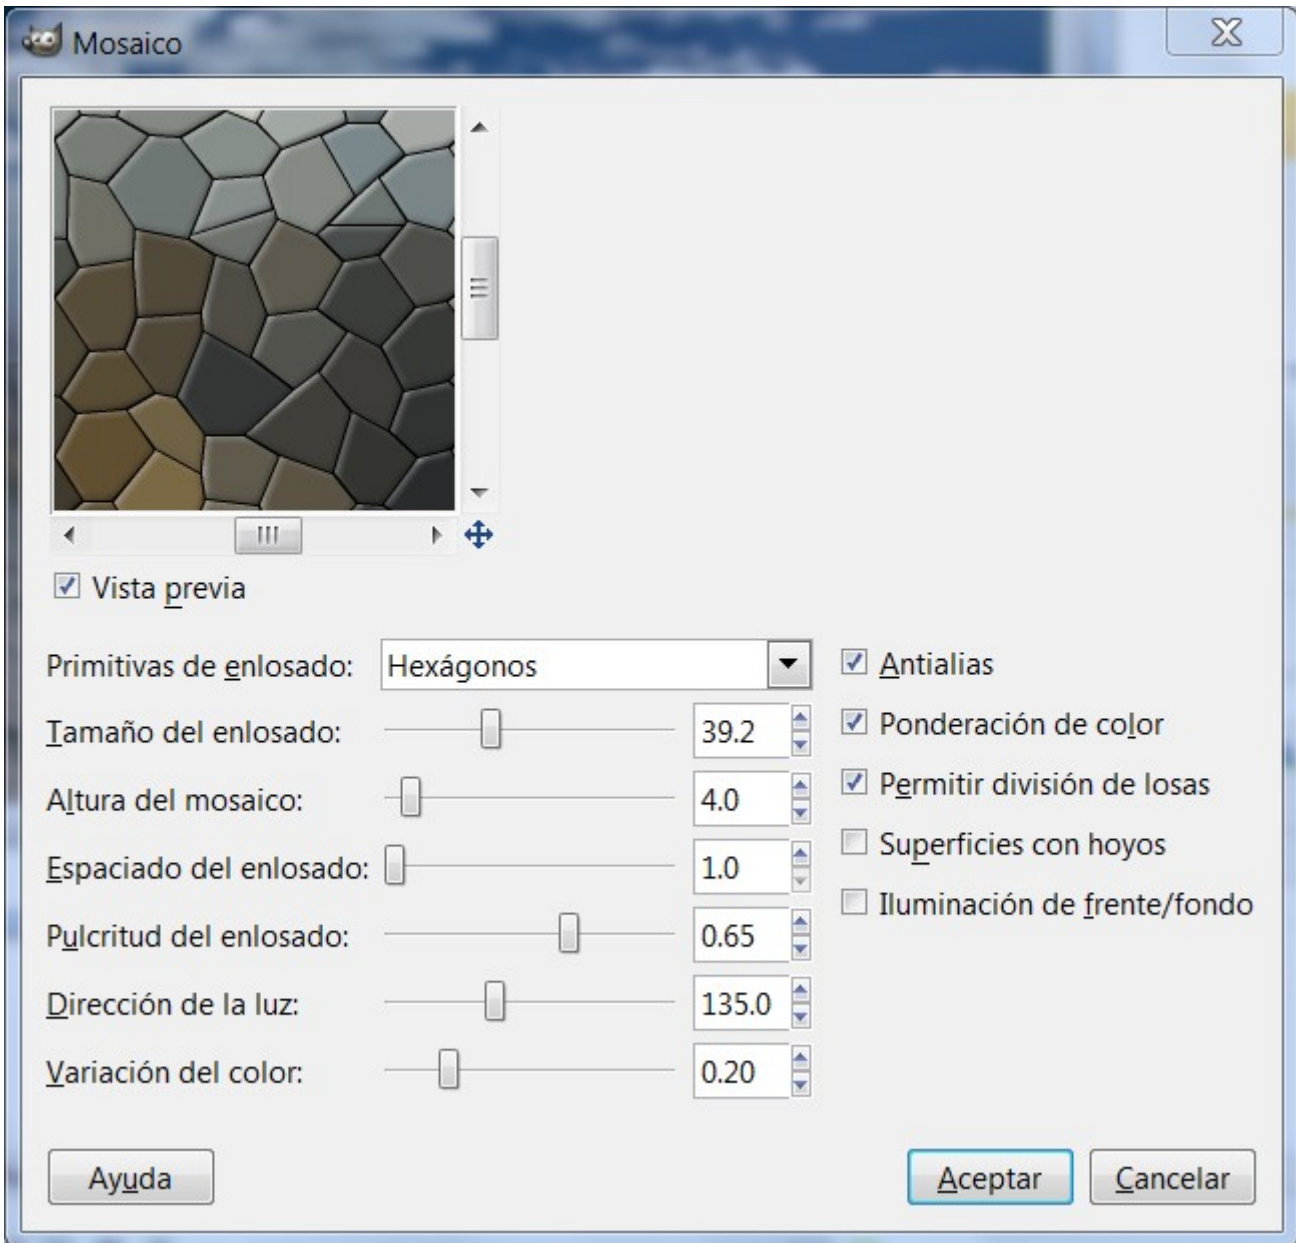 Mosaico
Vista previa
Primitivas de enlosado: Hexágonos
Antialias
Tamaño del enlosado: 39.2
Ponderación de color
Altura del mosaico: 4.0
Permitir división de losas
Espaciado del enlosado: 1.0
Superficies con hoyos
Pulcritud del enlosado: 0.65
Iluminación de frente/fondo
Dirección de la luz: 135.0
Variación del color: 0.20
Ayuda
Aceptar
Cancelar